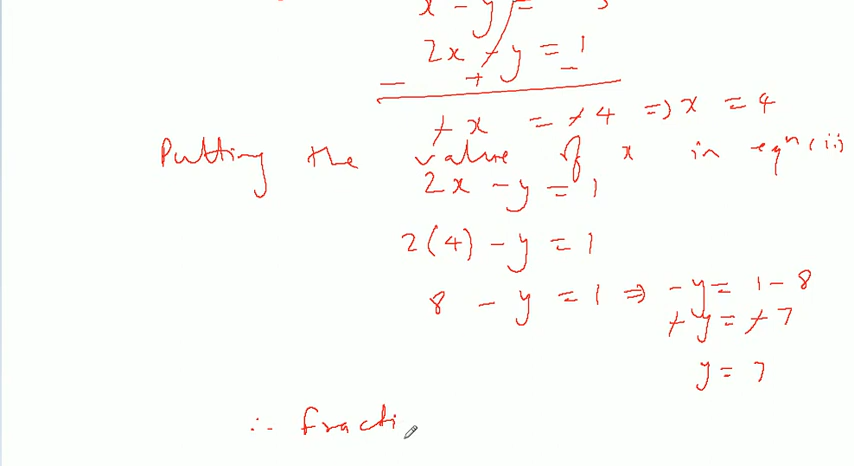 x - y = 
2x - y = 1
- + -
- x = - 4 ⇒ x = 4
Putting the value of x in eqn (ii)
2x - y = 1
2(4) - y = 1
8 - y = 1 ⇒ - y = 1 - 8
- y = - 7
y = 7
∴ fracti